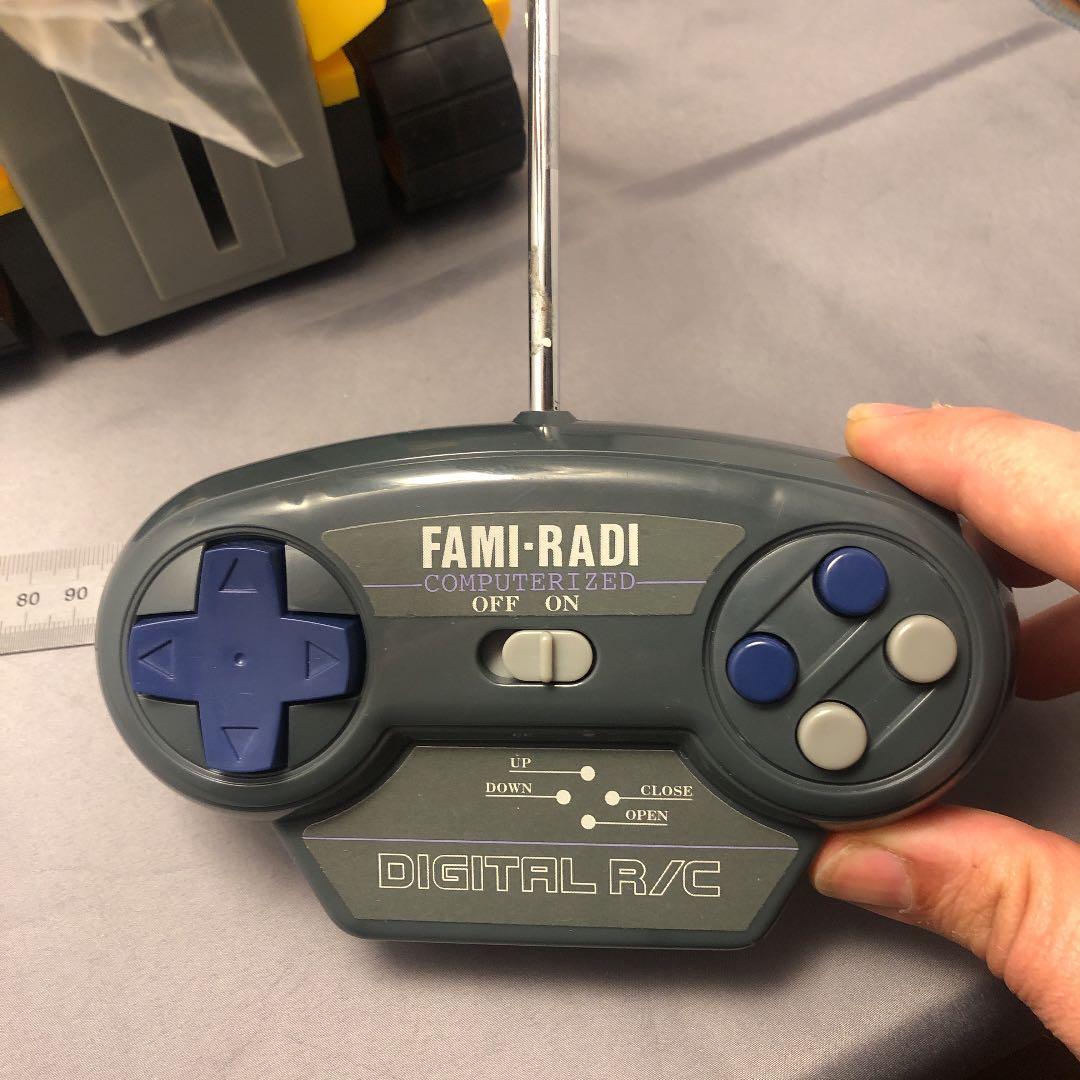 FAMI·RADI
COMPUTERIZED
OFF ON
80 90
UP
DOWN
CLOSE
OPEN
DIGITAL R/C